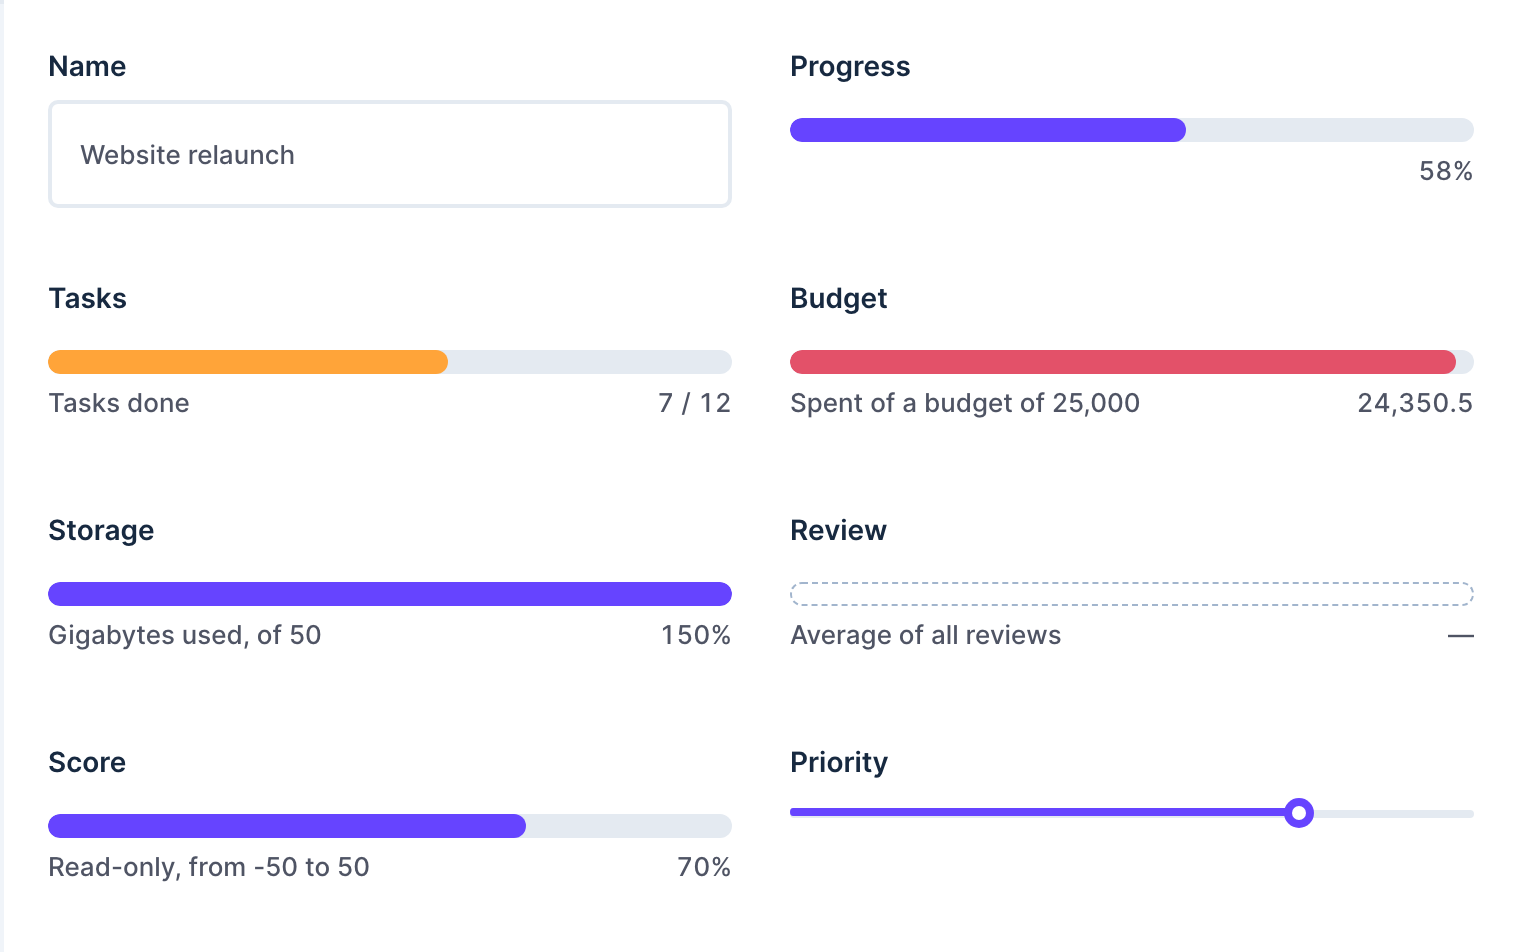 Name
Website relaunch
Progress
58%
Tasks
Tasks done
7 / 12
Budget
Spent of a budget of 25,000
24,350.5
Storage
Gigabytes used, of 50
150%
Review
Average of all reviews
—
Score
Read-only, from -50 to 50
70%
Priority